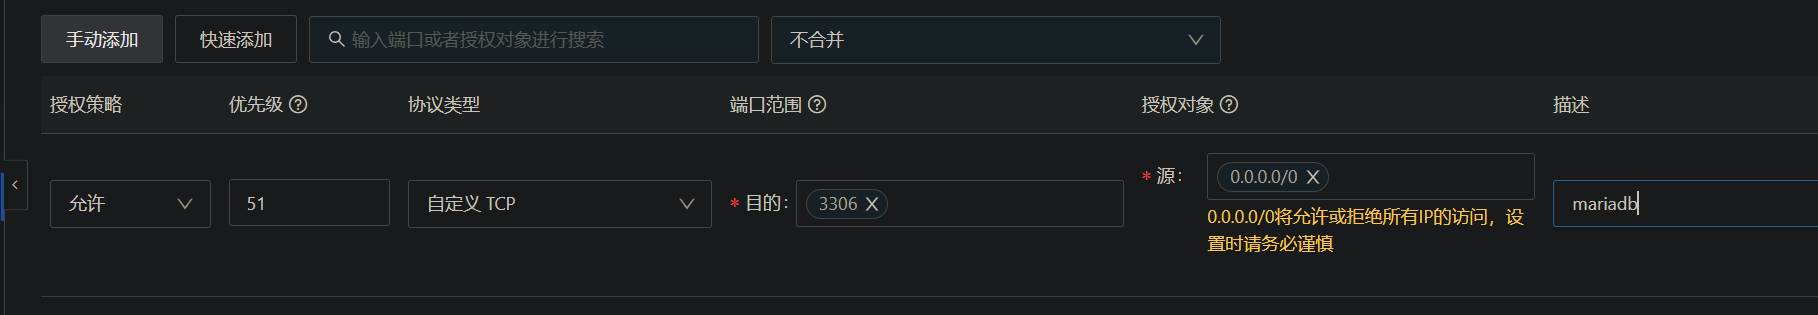 手动添加
快速添加
输入端口或者授权对象进行搜索
不合并
授权策略
优先级
协议类型
端口范围
授权对象
描述
允许
51
自定义 TCP
* 目的:
3306
* 源:
0.0.0.0/0
0.0.0.0/0将允许或拒绝所有IP的访问，设
置时请务必谨慎
mariadb